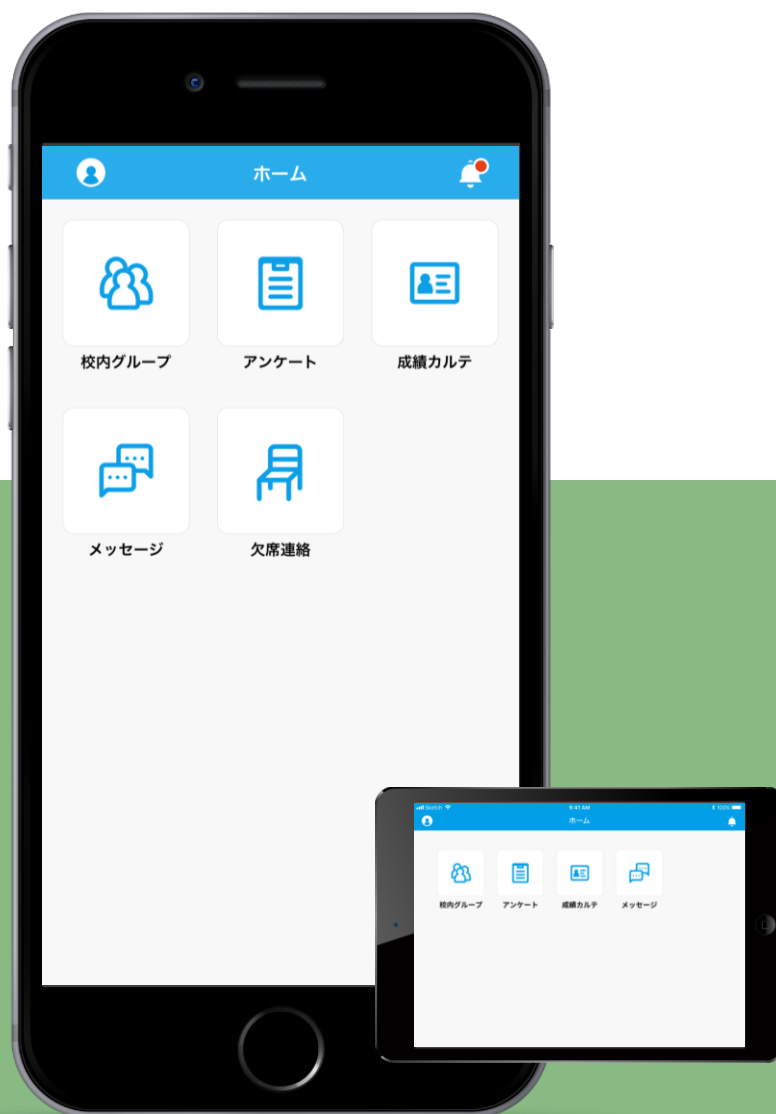 ホーム
校内グループ
アンケート
成績カルテ
メッセージ
欠席連絡
Sketch
9:41 AM
100%
ホーム
校内グループ
アンケート
成績カルテ
メッセージ